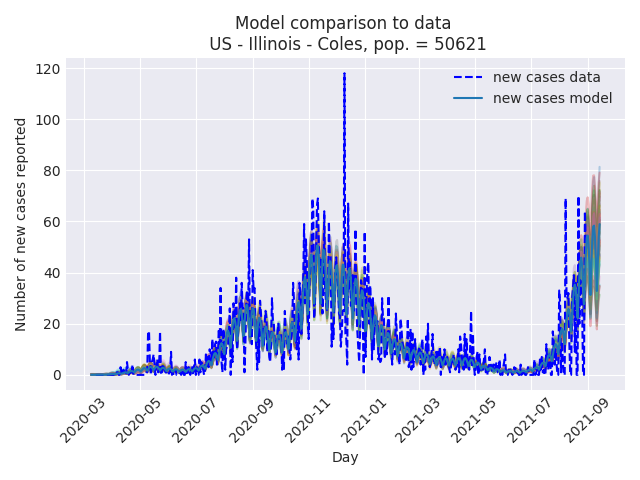 Model comparison to data
US - Illinois - Coles, pop. = 50621
new cases data
new cases model
Number of new cases reported
120
100
80
60
40
20
0
2020-03
2020-05
2020-07
2020-09
2020-11
2021-01
2021-03
2021-05
2021-07
2021-09
Day